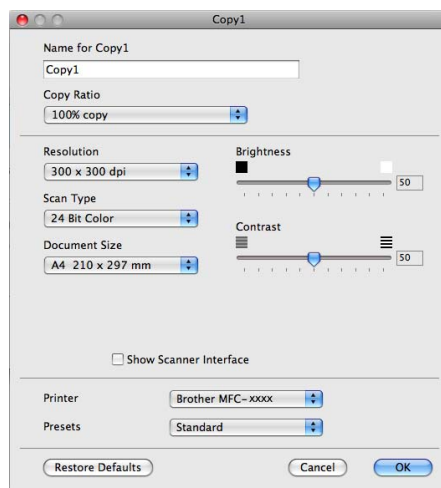 Copy1
Name for Copy1
Copy1
Copy Ratio
100% copy
Resolution
300 x 300 dpi
Scan Type
24 Bit Color
Document Size
A4 210 x 297 mm
Brightness
50
Contrast
50
Show Scanner Interface
Printer
Brother MFC-xxxx
Presets
Standard
Restore Defaults
Cancel
OK